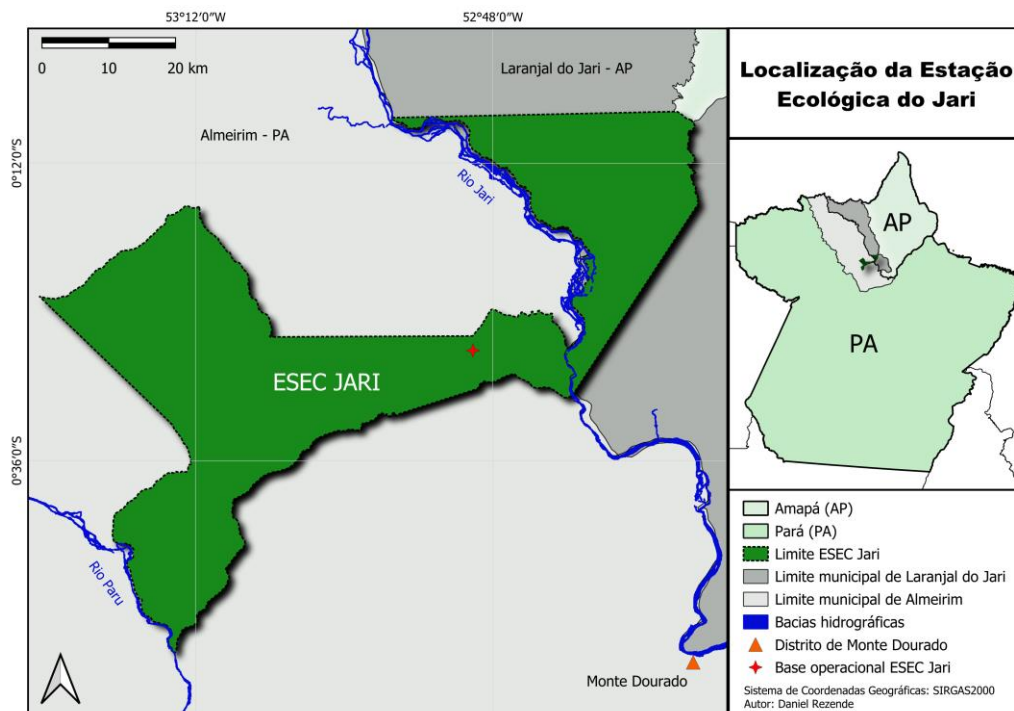 53°12'0"W
52°48'0"W
0
10
20 km
Laranjal do Jari - AP
Almeirim - PA
0°12'0"S
Rio Jari
ESEC JARI
0°36'0"S
Rio Paru
Monte Dourado
Localização da Estação
Ecológica do Jari
AP
PA
Amapá (AP)
Pará (PA)
Limite ESEC Jari
Limite municipal de Laranjal do Jari
Limite municipal de Almeirim
Bacias hidrográficas
Distrito de Monte Dourado
Base operacional ESEC Jari
Sistema de Coordenadas Geográficas: SIRGAS2000
Autor: Daniel Rezende